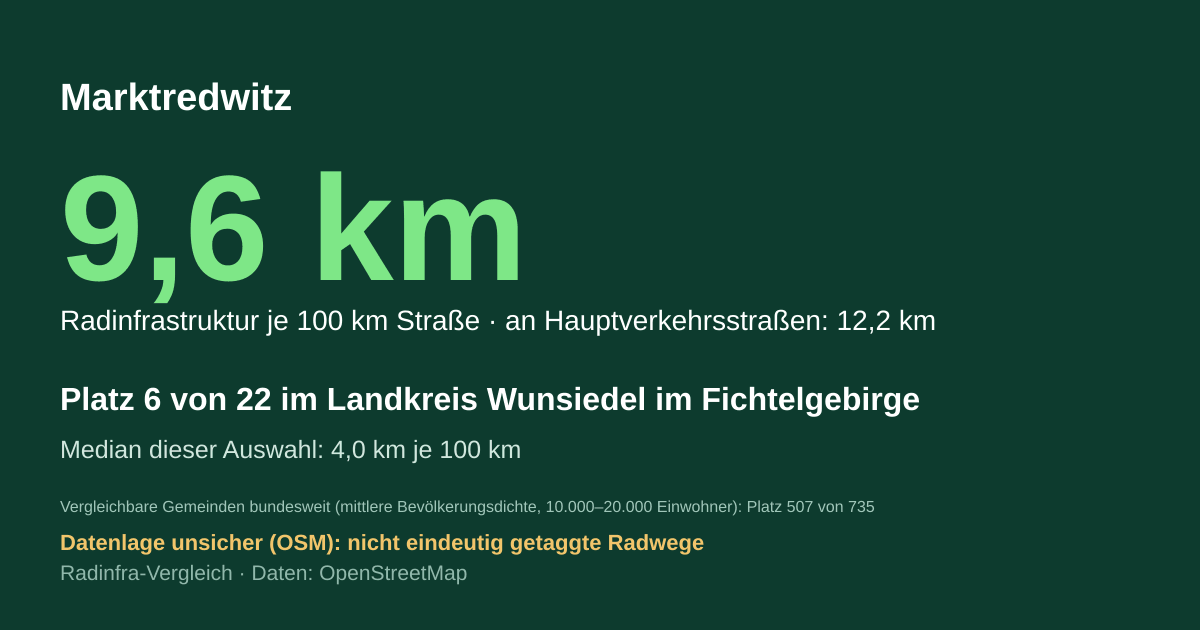 Marktredwitz
9,6 km
Radinfrastruktur je 100 km Straße · an Hauptverkehrsstraßen: 12,2 km
Platz 6 von 22 im Landkreis Wunsiedel im Fichtelgebirge
Median dieser Auswahl: 4,0 km je 100 km
Vergleichbare Gemeinden bundesweit (mittlere Bevölkerungsdichte, 10.000–20.000 Einwohner): Platz 507 von 735
Datenlage unsicher (OSM): nicht eindeutig getaggte Radwege
Radinfra-Vergleich · Daten: OpenStreetMap